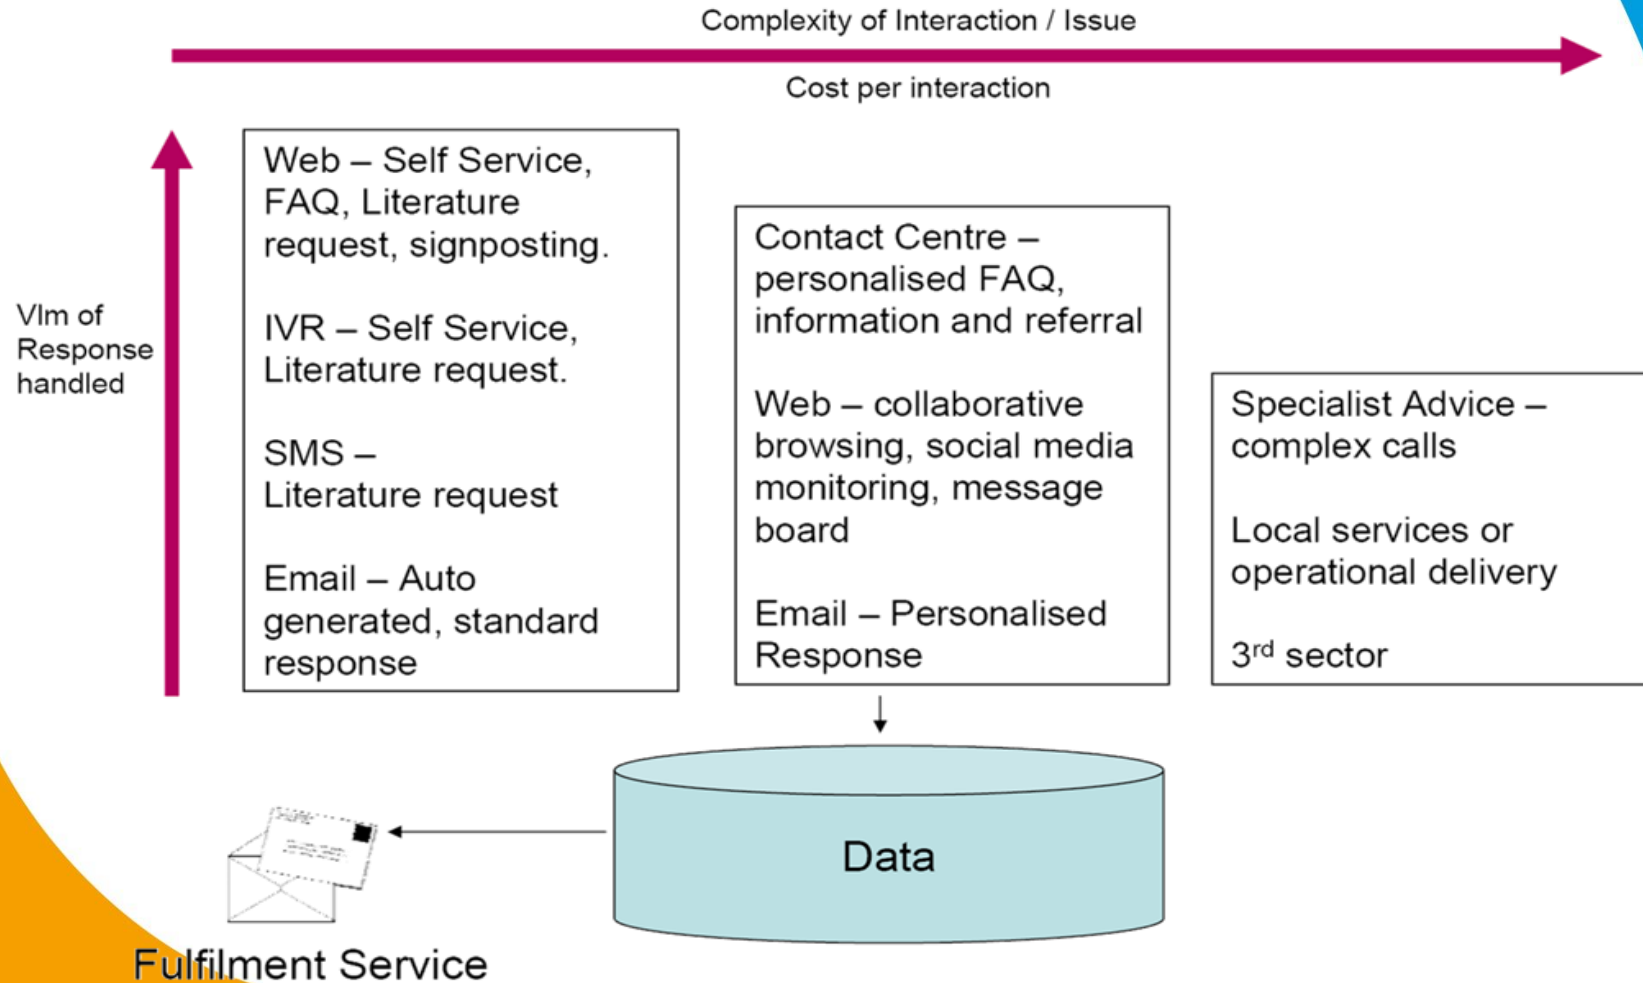 Complexity of Interaction / Issue
Cost per interaction
Vlm of
Response
handled
Web – Self Service,
FAQ, Literature
request, signposting.
IVR – Self Service,
Literature request.
SMS –
Literature request
Email – Auto
generated, standard
response
Contact Centre –
personalised FAQ,
information and referral
Web – collaborative
browsing, social media
monitoring, message
board
Email – Personalised
Response
Specialist Advice –
complex calls
Local services or
operational delivery
3rd sector
Data
Fulfilment Service